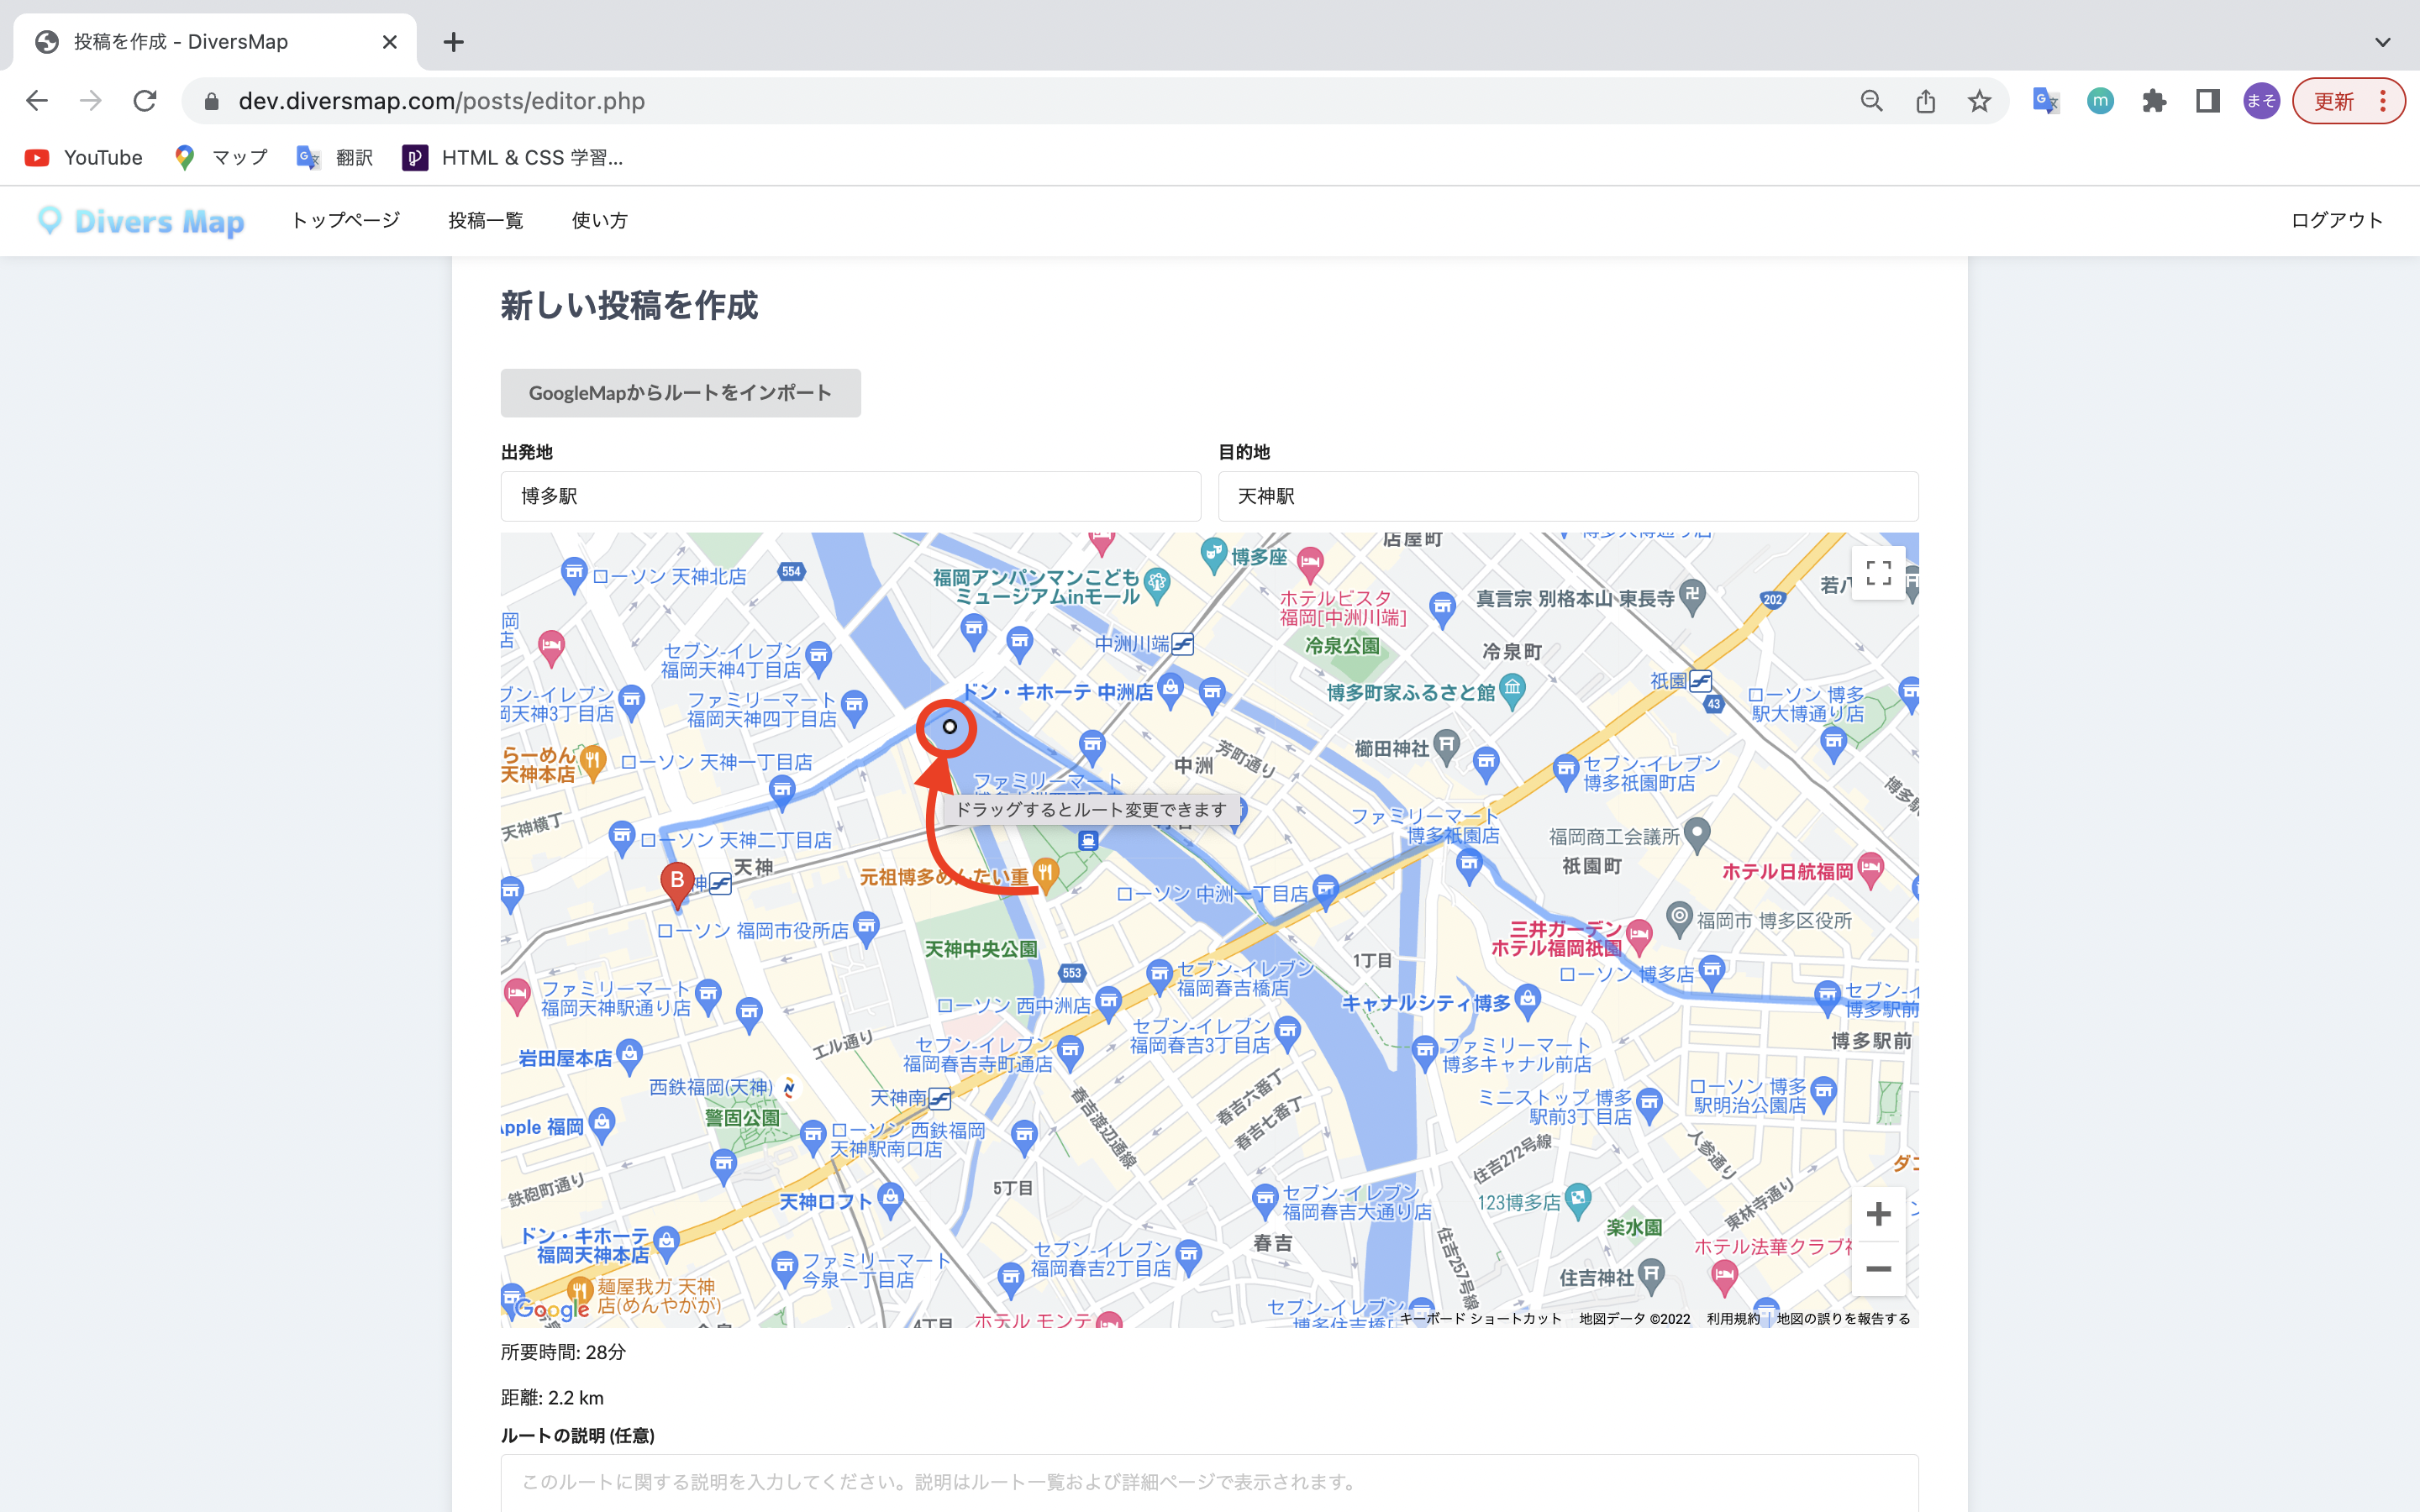 投稿を作成 - DiversMap
dev.diversmap.com/posts/editor.php
m
まそ
更新
YouTube
マップ
翻訳
HTML & CSS 学習...
Divers Map
トップページ
投稿一覧
使い方
ログアウト
新しい投稿を作成
GoogleMapからルートをインポート
出発地
目的地
博多駅
天神駅
店屋町
博多座
ローソン 天神北店
554
福岡アンパンマンこども
ミュージアムinモール
ホテルビスタ
福岡[中洲川端]
真言宗 別格本山 東長寺
202
若八
中洲川端
冷泉公園
冷泉町
セブン-イレブン
福岡天神4丁目店
祇園
43
ドン・キホーテ 中洲店
博多町家ふるさと館
ローソン 博多
駅大博通り店
ブン-イレブン
岡天神3丁目店
ファミリーマート
福岡天神四丁目店
らーめん
天神本店
ローソン 天神一丁目店
櫛田神社
中洲
芳町通り
セブン-イレブン
博多祇園町店
ファミリーマート
ドラッグするとルート変更できます
ファミリーマート
博多祇園店
福岡商工会議所
祇園町
天神横丁
ローソン 天神二丁目店
天神
B
元祖博多めんたい重
ホテル日航福岡
ローソン 中洲一丁目店
ローソン 福岡市役所店
三井ガーデン
ホテル福岡祇園
福岡市 博多区役所
天神中央公園
553
1丁目
セブン-イレブン
福岡春吉橋店
ローソン 博多店
ファミリーマート
福岡天神駅通り店
ローソン 西中洲店
キャナルシティ博多
セブン-イ
博多駅前
セブン-イレブン
福岡春吉3丁目店
博多駅前
エル通り
セブン-イレブン
福岡春吉寺町通店
ファミリーマート
博多キャナル前店
岩田屋本店
西鉄福岡(天神)
天神南
警固公園
春吉渡辺通線
春吉六番丁
春吉七番丁
ミニストップ 博多
駅前3丁目店
ローソン 博多
駅明治公園店
Apple 福岡
ローソン 西鉄福岡
天神駅南口店
住吉272号線
人参通り
鉄砲町通り
5丁目
天神ロフト
セブン-イレブン
福岡春吉大通り店
123博多店
東林寺通り
楽水園
ドン・キホーテ
福岡天神本店
春吉
住吉257号線
セブン-イレブン
福岡春吉2丁目店
ファミリーマート
今泉一丁目店
住吉神社
麺屋我ガ 天神
店(めんやがが)
Google
4丁目
ホテル モンテ
セブン-イレブン
キーボード ショートカット
地図データ ©2022
利用規約
地図の誤りを報告する
所要時間: 28分
距離: 2.2 km
ルートの説明 (任意)
このルートに関する説明を入力してください。説明はルート一覧および詳細ページで表示されます。